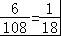 6/108 = 1/18